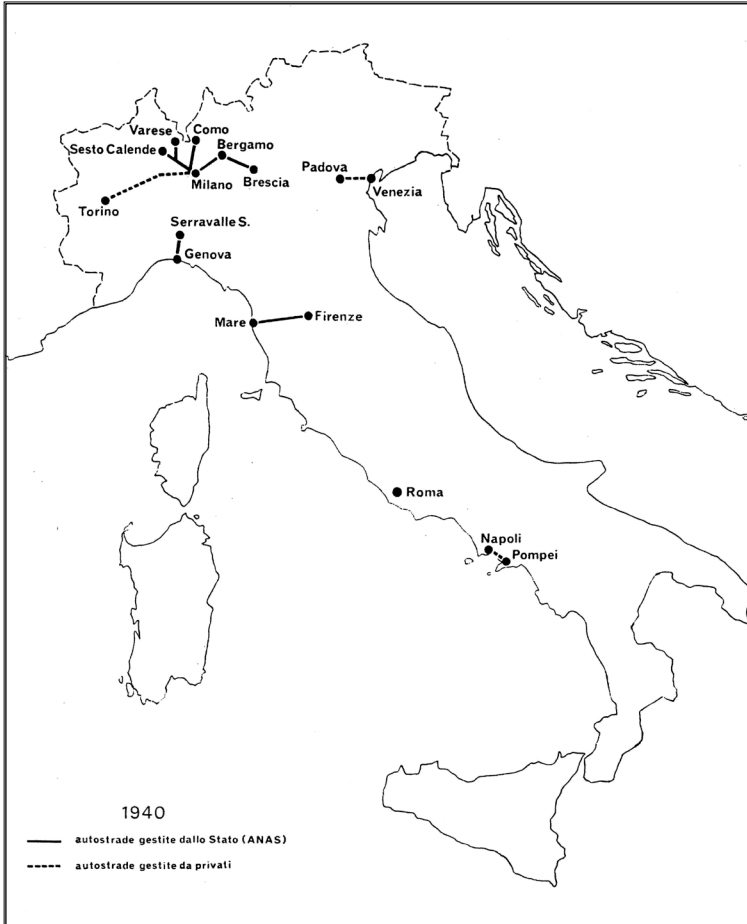 Varese
Como
Sesto Calende
Bergamo
Milano
Brescia
Padova
Venezia
Torino
Serravalle S.
Genova
Mare
Firenze
Roma
Napoli
Pompei
1940
autostrade gestite dallo Stato (ANAS)
autostrade gestite da privati